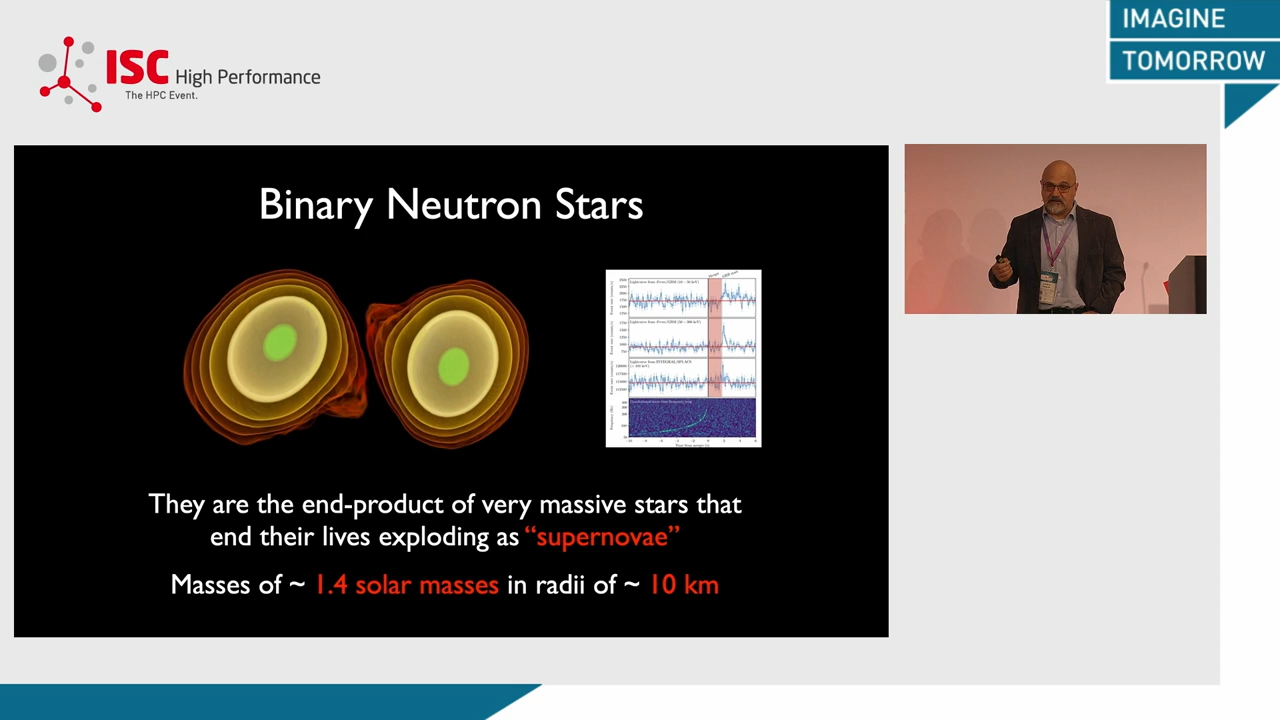 IMAGINE
TOMORROW
ISC High Performance
The HPC Event.
Binary Neutron Stars
They are the end-product of very massive stars that
end their lives exploding as “supernovae”
Masses of ~ 1.4 solar masses in radii of ~ 10 km